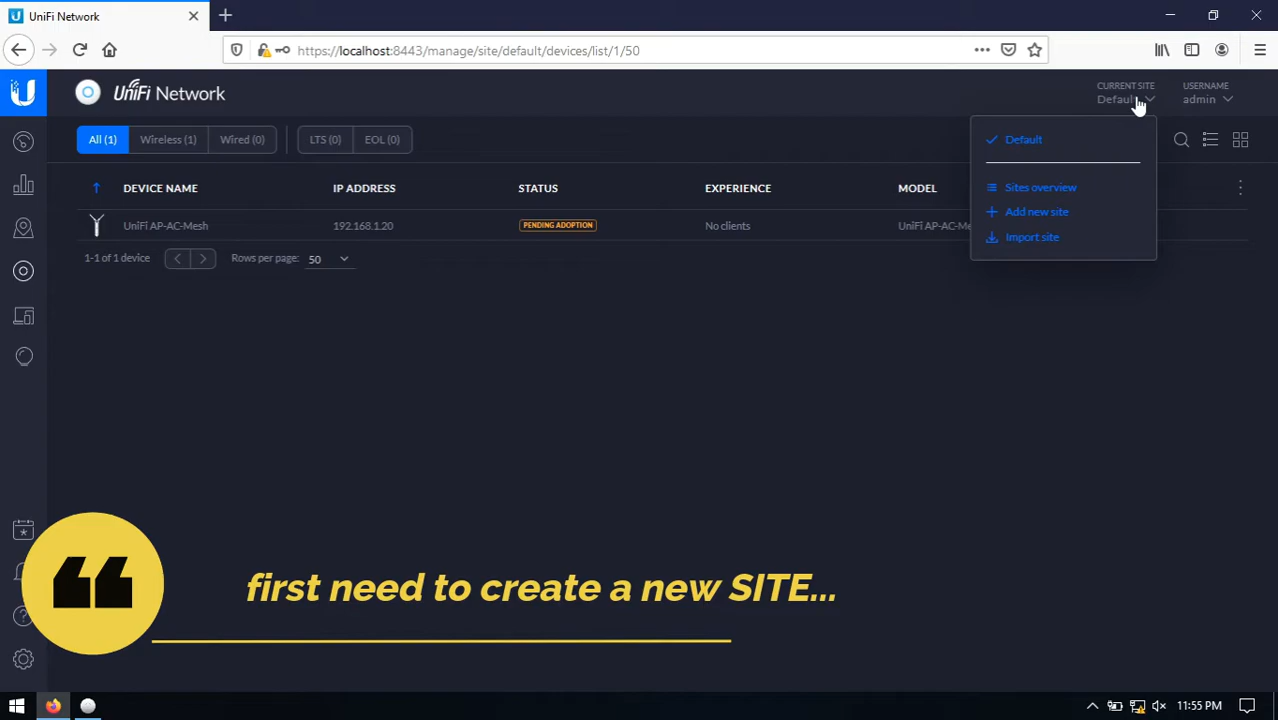 UniFi Network
https://localhost:8443/manage/site/default/devices/list/1/50
UniFi Network
CURRENT SITE
USERNAME
admin
All (1)
Wireless (1)
Wired (0)
LTS (0)
EOL (0)
Default
Sites overview
Add new site
Import site
DEVICE NAME
IP ADDRESS
STATUS
EXPERIENCE
MODEL
UniFi AP-AC-Mesh
192.168.1.20
PENDING ADOPTION
No clients
UniFi
1-1 of 1 device
Rows per page:
50
first need to create a new SITE...
11:55 PM